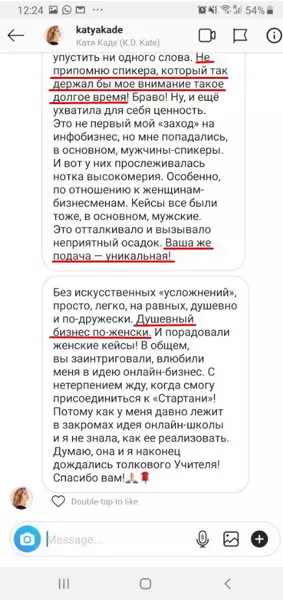 12:24
54%
katyakade
Катя Каде (K.D. Kate)
упустить ни одного слова. Не
припомню спикера, который так
держал бы мое внимание такое
долгое время! Браво! Ну, и ещё
ухватила для себя ценность.
Это не первый мой «заход» на
инфобизнес, но мне попадались,
в основном, мужчины-спикеры.
И вот у них прослеживалась
нотка высокомерия. Особенно,
по отношению к женщинам-
бизнесменам. Кейсы все были
тоже, в основном, мужские.
Это отталкивало и вызывало
неприятный осадок. Ваша же
подача — уникальная!
Без искусственных «усложнений»,
просто, легко, на равных, душевно
и по-дружески. Душевный
бизнес по-женски. И порадовали
женские кейсы! В общем,
вы заинтриговали, влюбили
меня в идею онлайн-бизнес. С
нетерпением жду, когда смогу
присоединиться к «Стартани»!
Потому как у меня давно лежит
в закромах идея онлайн-школы
и я не знала, как ее реализовать.
Думаю, он а я наконец
дождались толкового Учителя!
Спасибо вам!🙏🏻🌹
Double-tap to like
Message...